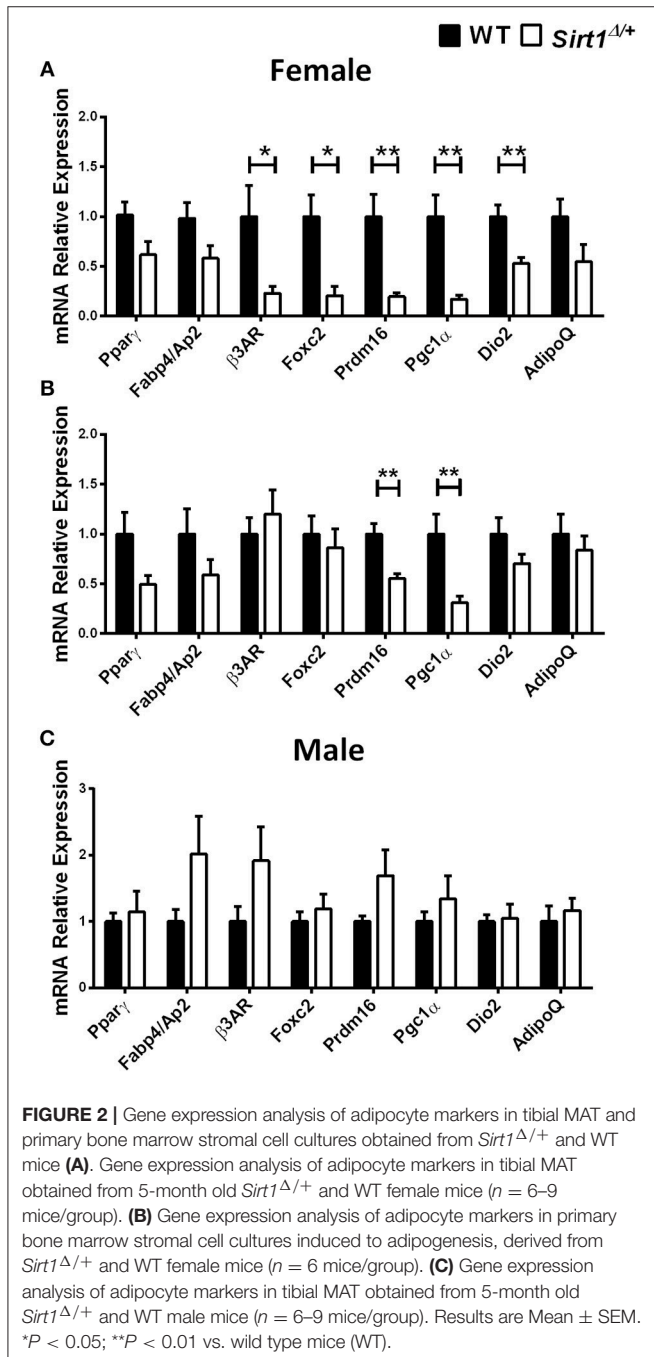 WT Sirt1Δ/+
A
Female
mRNA Relative Expression
2.0
1.5
1.0
0.5
0.0
* * ** ** **
Pparγ Fabp4/Ap2 β3AR Foxc2 Prdm16 Pgc1α Dio2 AdipoQ
B
mRNA Relative Expression
2.0
1.5
1.0
0.5
0.0
** **
Pparγ Fabp4/Ap2 β3AR Foxc2 Prdm16 Pgc1α Dio2 AdipoQ
C
Male
mRNA Relative Expression
3
2
1
0
Pparγ Fabp4/Ap2 β3AR Foxc2 Prdm16 Pgc1α Dio2 AdipoQ
FIGURE 2 | Gene expression analysis of adipocyte markers in tibial MAT and
primary bone marrow stromal cell cultures obtained from Sirt1Δ/+ and WT
mice (A). Gene expression analysis of adipocyte markers in tibial MAT
obtained from 5-month old Sirt1Δ/+ and WT female mice (n = 6–9
mice/group). (B) Gene expression analysis of adipocyte markers in primary
bone marrow stromal cell cultures induced to adipogenesis, derived from
Sirt1Δ/+ and WT female mice (n = 6 mice/group). (C) Gene expression
analysis of adipocyte markers in tibial MAT obtained from 5-month old
Sirt1Δ/+ and WT male mice (n = 6–9 mice/group). Results are Mean ± SEM.
*P < 0.05; **P < 0.01 vs. wild type mice (WT).